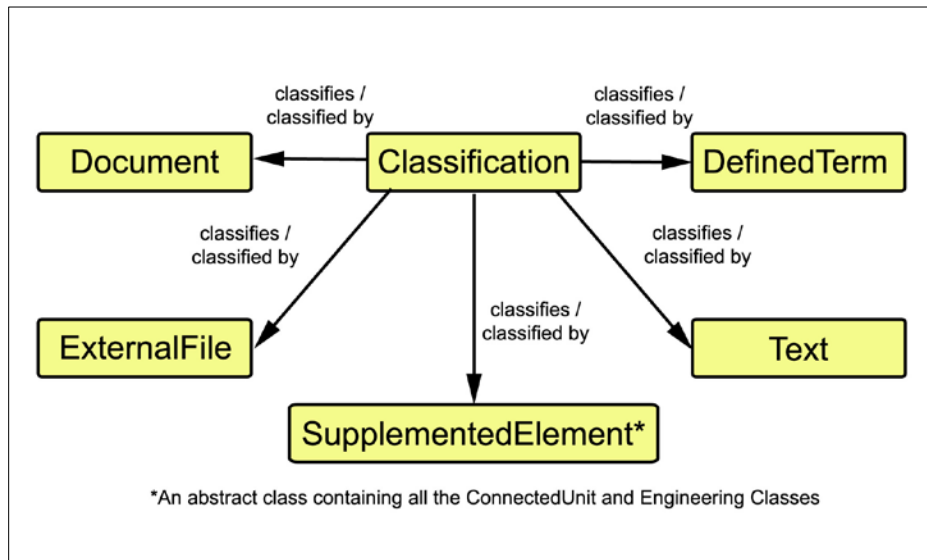 classifies /
classified by
classifies /
classified by
Document
Classification
DefinedTerm
classifies /
classified by
classifies /
classified by
classifies /
classified by
ExternalFile
Text
SupplementedElement*
*An abstract class containing all the ConnectedUnit and Engineering Classes